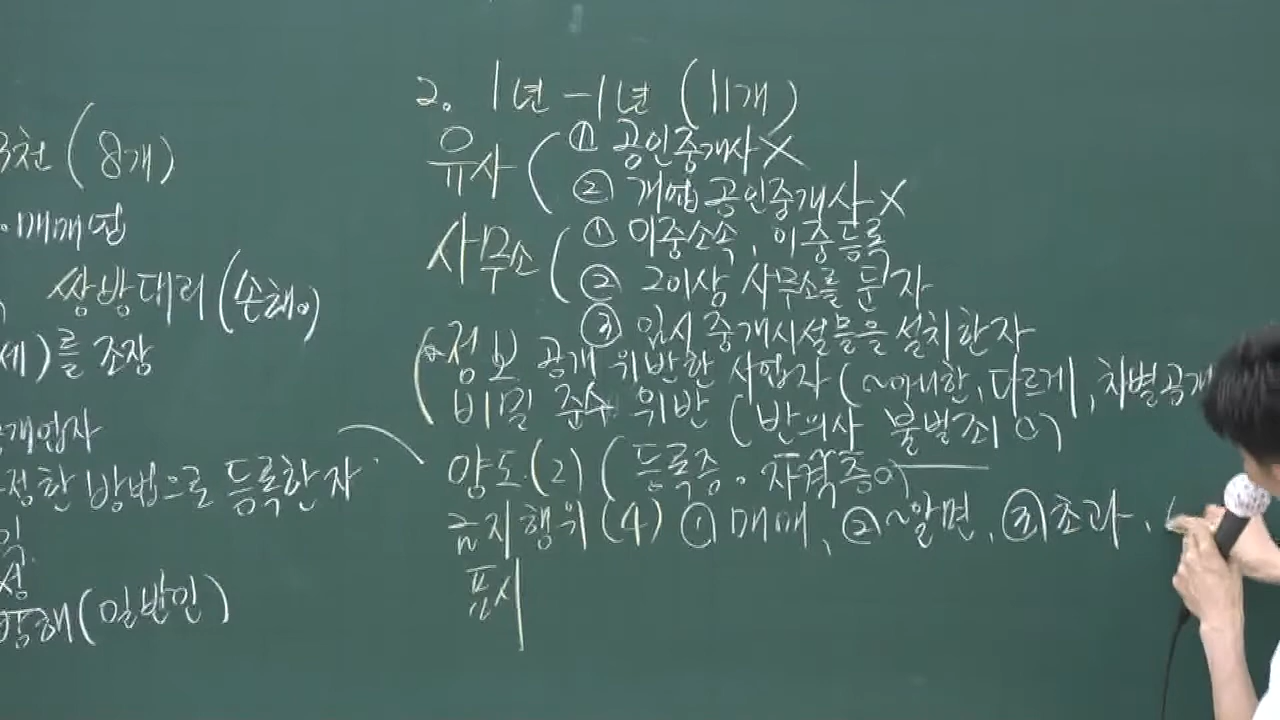 3천 (8개)
매매업
쌍방대리 (손해 이)
세)를 조장
개업자
정한 방법으로 등록한 자
해 (일반인)
2. 1년-1년 (11개)
유사 ( ① 공인중개사 X
② 개업공인중개사 X
사무소 ( ① 이중소속, 이중등록
② 2이상 사무소를 둔 자
③ 임시 중개시설물을 설치한 자
정보 공개 위반한 사업자 (~아니한, 다르게, 차별공개
비밀 준수 위반 (반의사 불벌죄 O)
양도(2) (등록증. 자격증
금지행위(4) ① 매매, ②~알면, ③초과,
표시